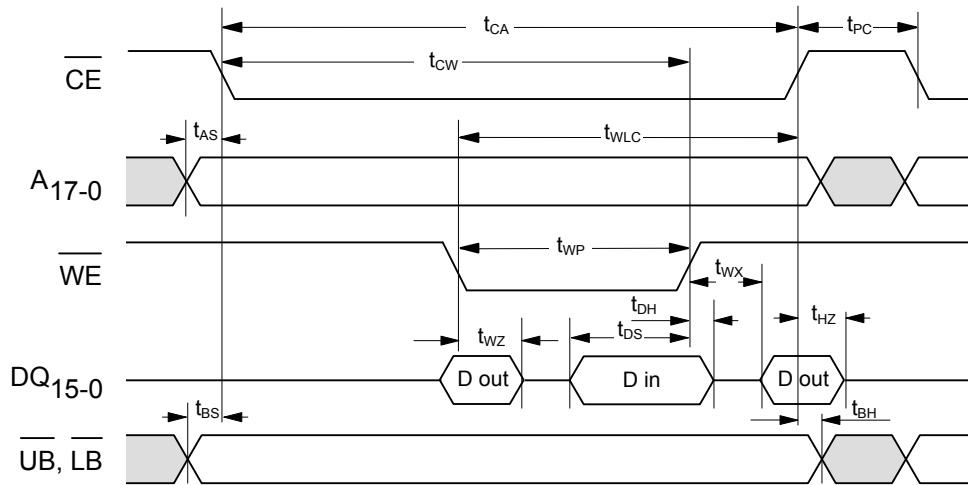 tCA
tPC
CE
tCW
tAS
tWLC
A17-0
WE
tWP
tWX
tDH
tHZ
tWZ
tDS
DQ15-0
D out
D in
D out
tBS
tBH
UB, LB